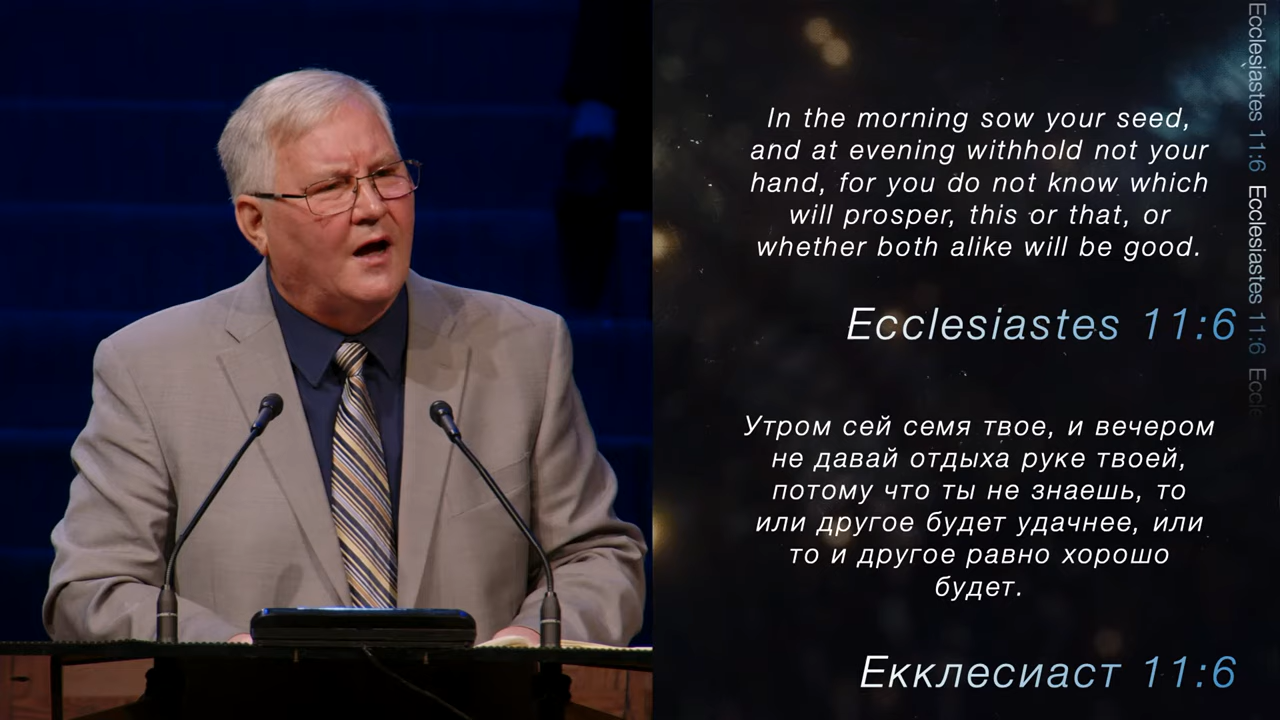 In the morning sow your seed,
and at evening withhold not your
hand, for you do not know which
will prosper, this or that, or
whether both alike will be good.
Ecclesiastes 11:6
Утром сей семя твое, и вечером
не давай отдыха руке твоей,
потому что ты не знаешь, то
или другое будет удачнее, или
то и другое равно хорошо
будет.
Екклесиаст 11:6
Ecclesiastes 11:6 Ecclesiastes 11:6 Eccle